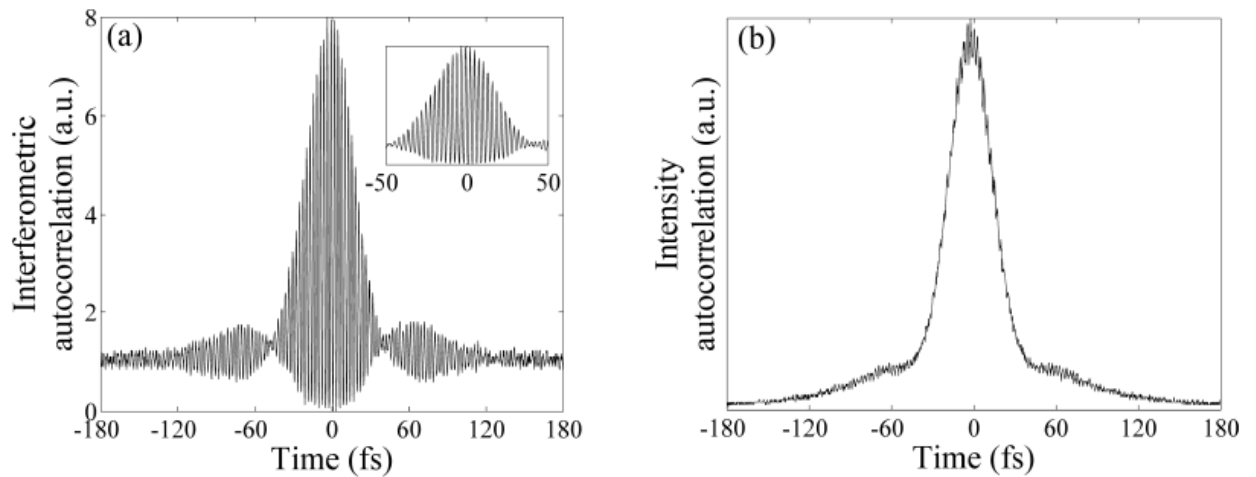 (a)
Interferometric
autocorrelation (a.u.)
8
6
4
2
0
-180 -120 -60 0 60 120 180
Time (fs)
-50 0 50
(b)
Intensity
autocorrelation (a.u.)
-180 -120 -60 0 60 120 180
Time (fs)